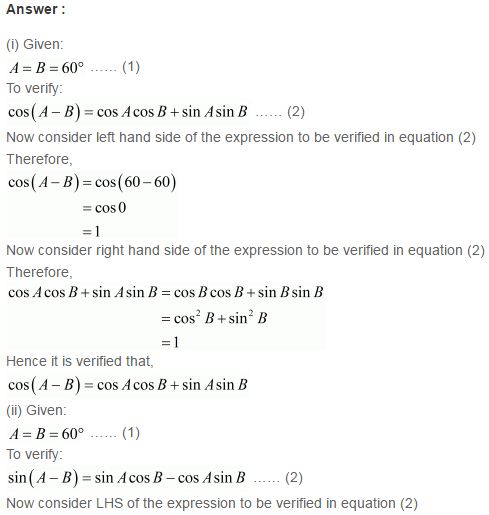 Answer :
(i) Given:
A = B = 60° ...... (1)
To verify:
cos(A − B) = cos A cos B + sin A sin B ...... (2)
Now consider left hand side of the expression to be verified in equation (2)
Therefore,
cos(A − B) = cos(60 − 60)
= cos 0
= 1
Now consider right hand side of the expression to be verified in equation (2)
Therefore,
cos A cos B + sin A sin B = cos B cos B + sin B sin B
= cos² B + sin² B
= 1
Hence it is verified that,
cos(A − B) = cos A cos B + sin A sin B
(ii) Given:
A = B = 60° ...... (1)
To verify:
sin(A − B) = sin A cos B − cos A sin B ...... (2)
Now consider LHS of the expression to be verified in equation (2)